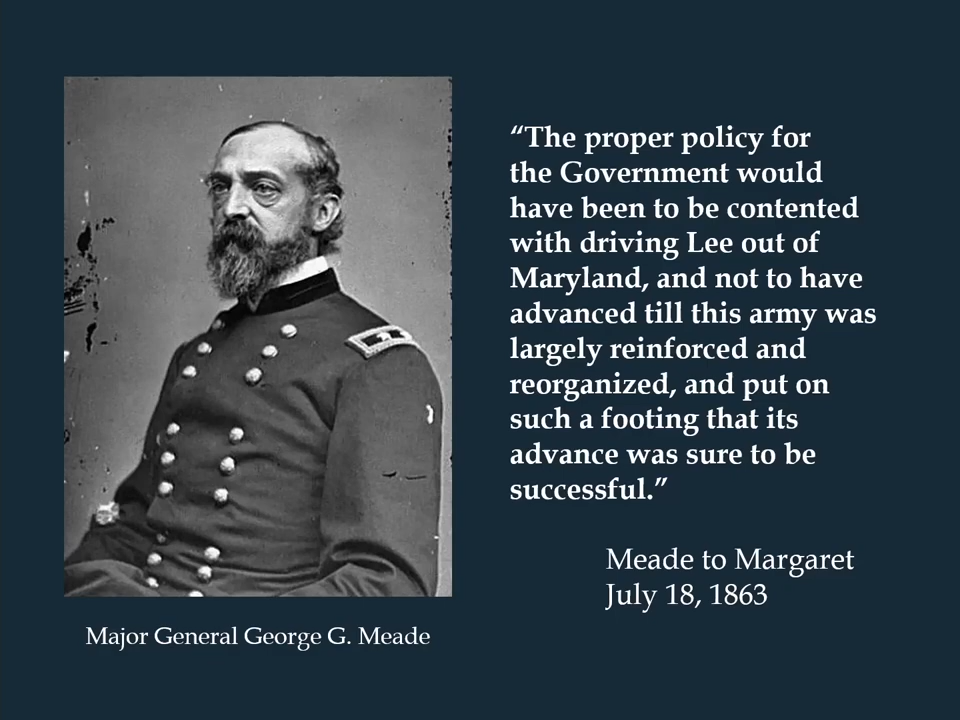 “The proper policy for
the Government would
have been to be contented
with driving Lee out of
Maryland, and not to have
advanced till this army was
largely reinforced and
reorganized, and put on
such a footing that its
advance was sure to be
successful.”
Meade to Margaret
July 18, 1863
Major General George G. Meade